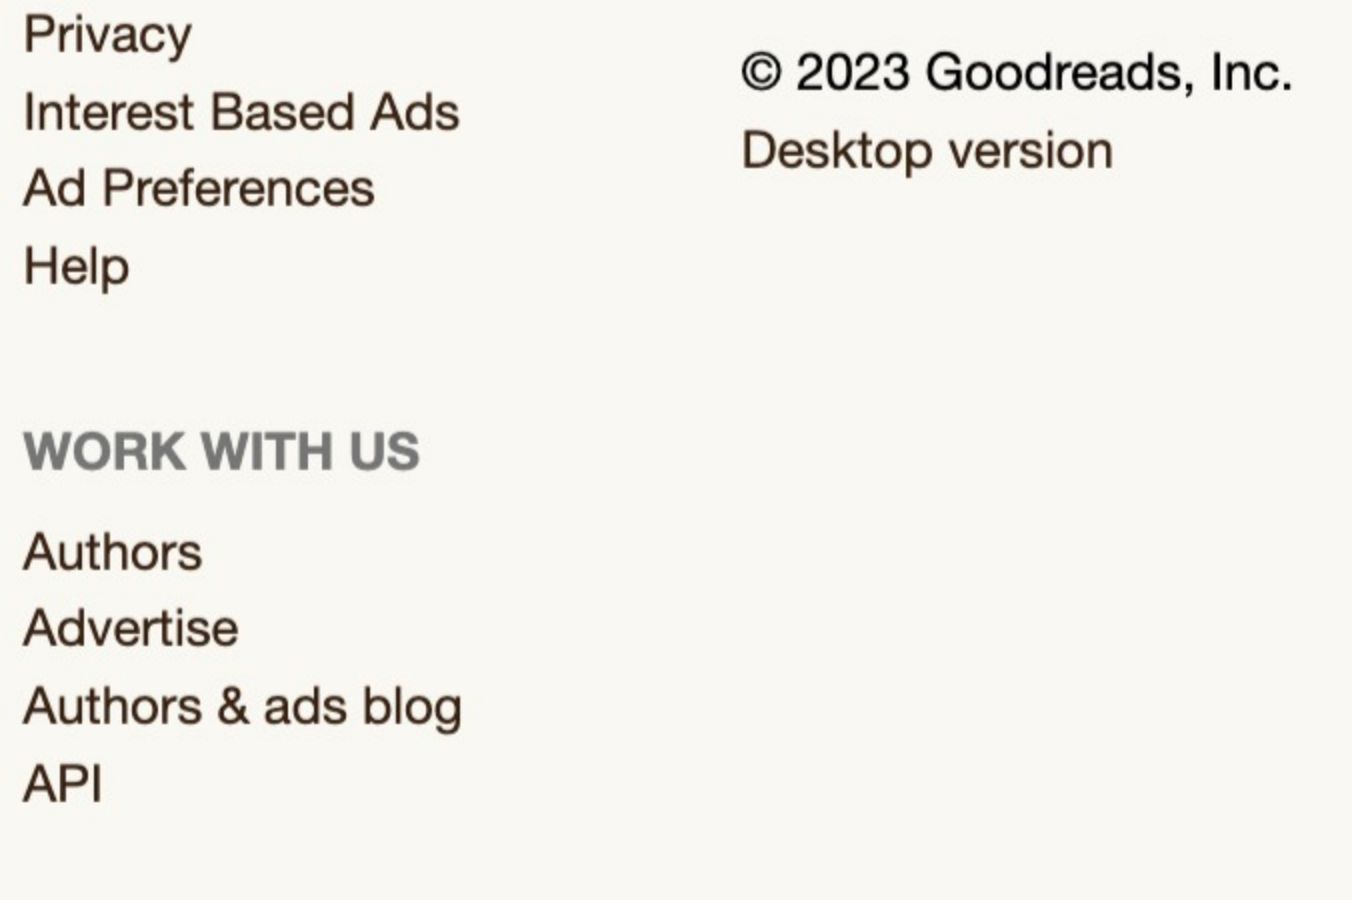 Privacy
Interest Based Ads
Ad Preferences
Help
WORK WITH US
Authors
Advertise
Authors & ads blog
API
© 2023 Goodreads, Inc.
Desktop version